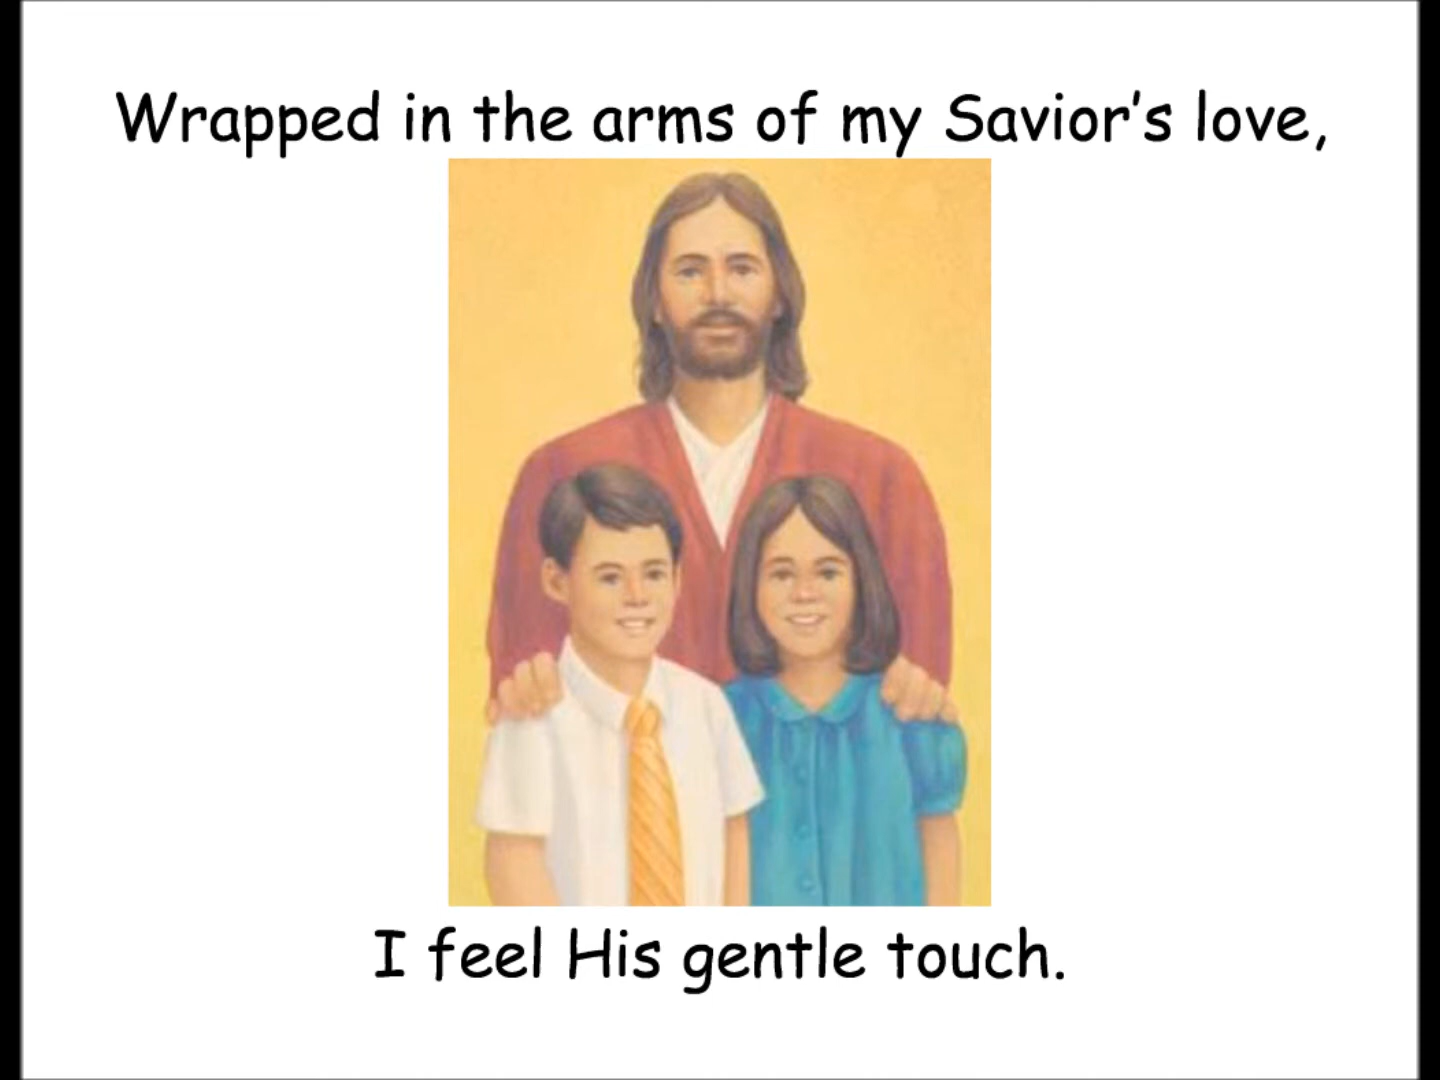 Wrapped in the arms of my Savior’s love,
I feel His gentle touch.